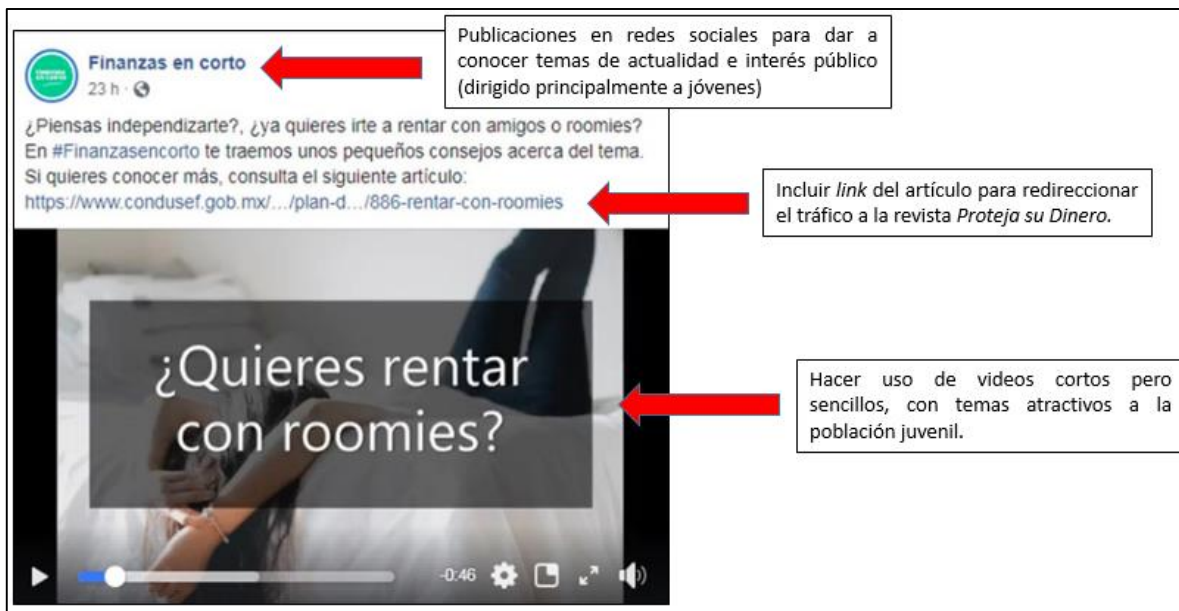 Finanzas en corto
23 h ·
Publicaciones en redes sociales para dar a
conocer temas de actualidad e interés público
(dirigido principalmente a jóvenes)
¿Piensas independizarte?, ¿ya quieres irte a rentar con amigos o roomies?
En #Finanzasencorto te traemos unos pequeños consejos acerca del tema.
Si quieres conocer más, consulta el siguiente artículo:
https://www.condusef.gob.mx/.../plan-d.../886-rentar-con-roomies
Incluir link del artículo para redireccionar
el tráfico a la revista Proteja su Dinero.
¿Quieres rentar
con roomies?
Hacer uso de videos cortos pero
sencillos, con temas atractivos a la
población juvenil.
-0:46